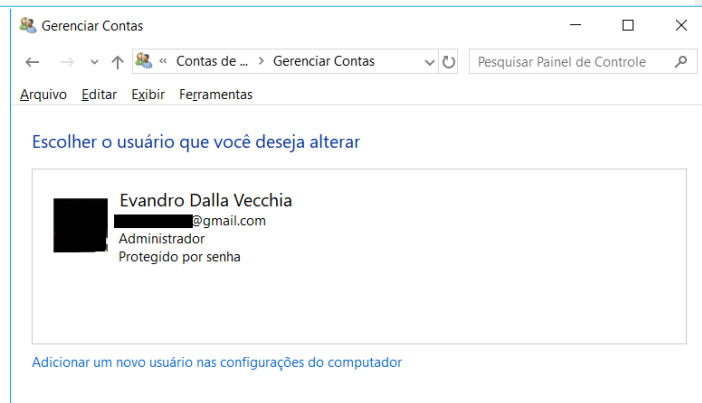 Gerenciar Contas
« Contas de ... > Gerenciar Contas Pesquisar Painel de Controle
Arquivo Editar Exibir Ferramentas
Escolher o usuário que você deseja alterar
Evandro Dalla Vecchia
@gmail.com
Administrador
Protegido por senha
Adicionar um novo usuário nas configurações do computador